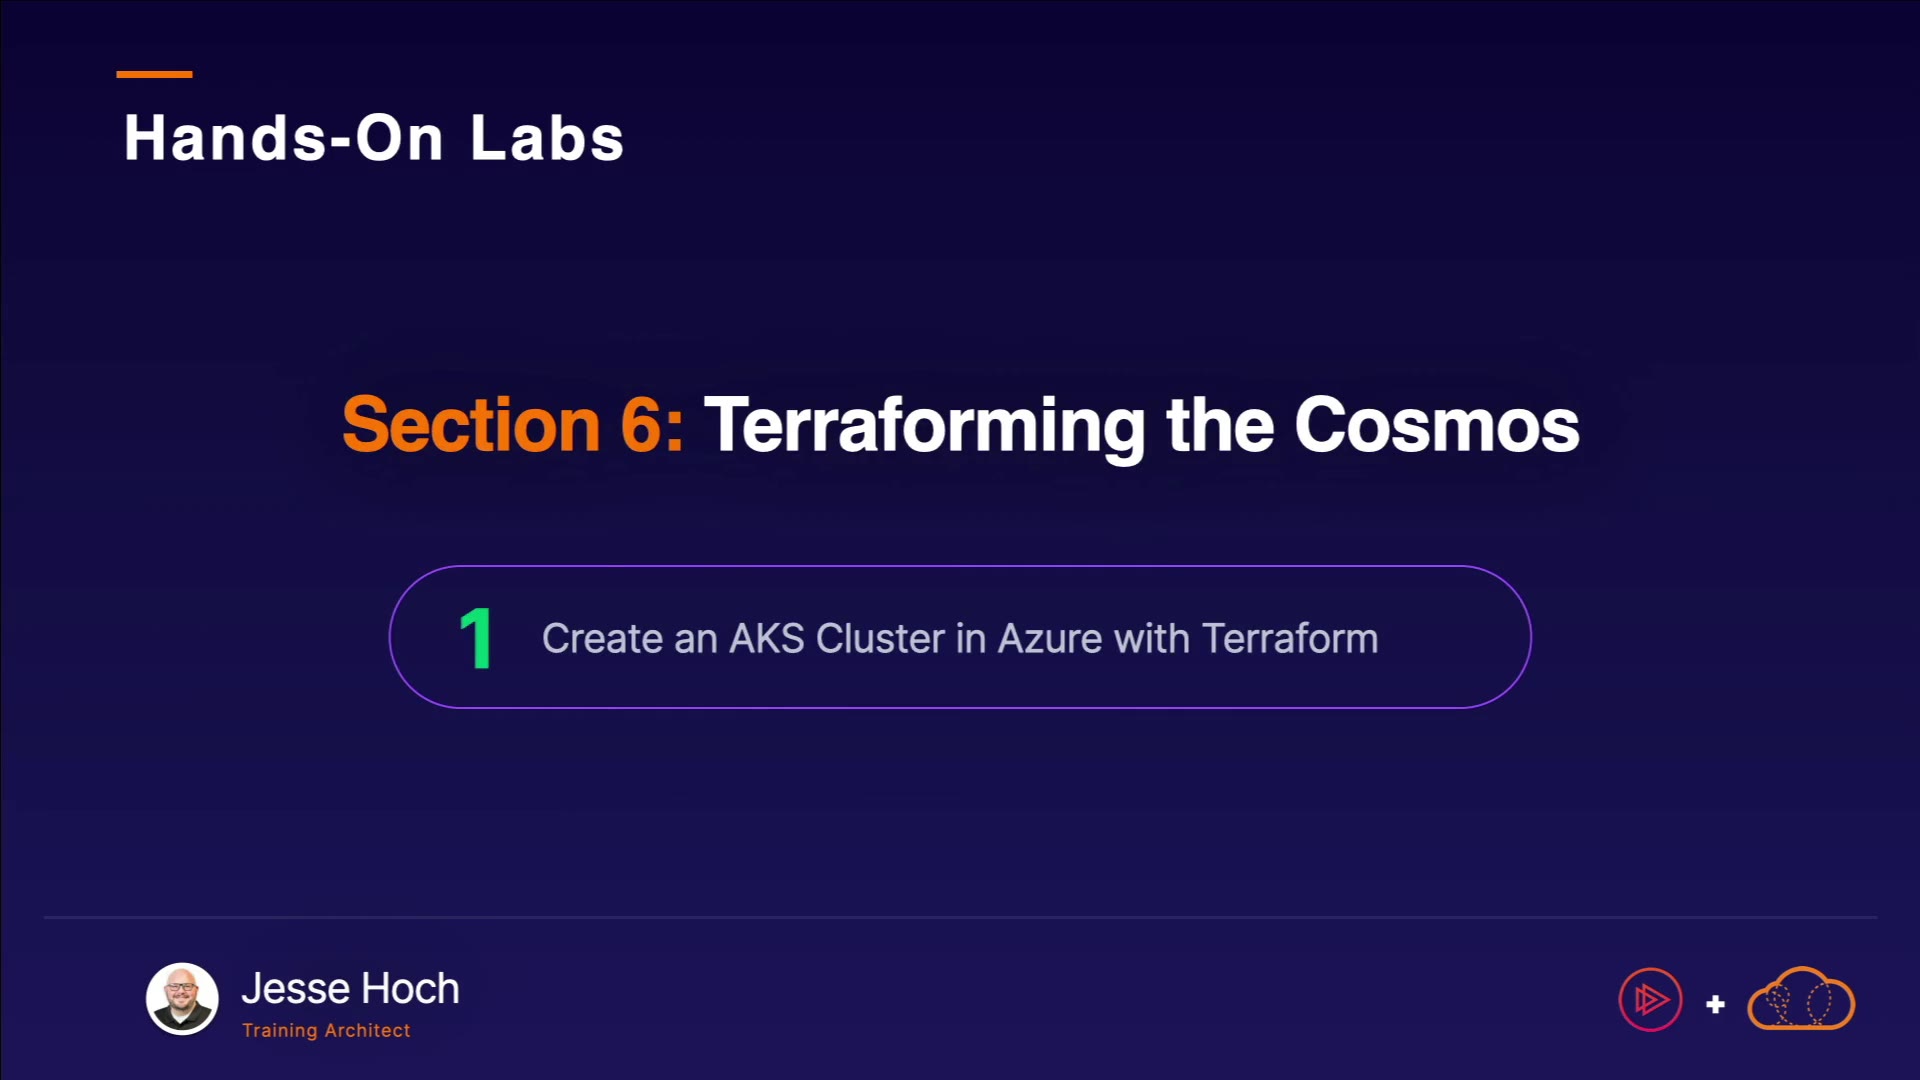 Hands-On Labs
Section 6: Terraforming the Cosmos
1 Create an AKS Cluster in Azure with Terraform
Jesse Hoch
Training Architect
+